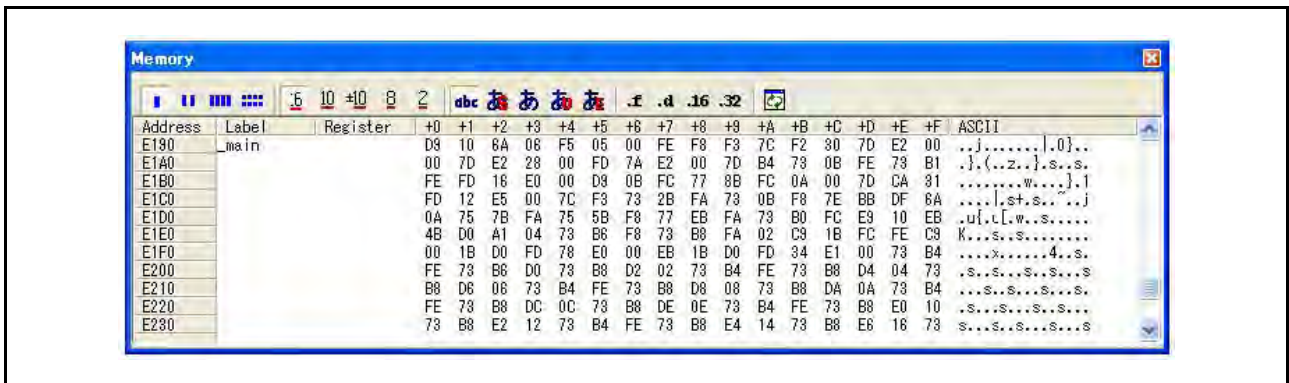 Memory
16 10 ±10 8 2 abc あS あ あU あE .f .d .16 .32
Address Label Register +0 +1 +2 +3 +4 +5 +6 +7 +8 +9 +A +B +C +D +E +F ASCII
E190 _main D9 10 6A 06 F5 05 00 FE F8 F3 7C F2 30 7D E2 00 ..j.......|.0}..
E1A0 00 7D E2 28 00 FD 7A E2 00 7D B4 73 0B FE 73 B1 .}.(..z..}.s..s.
E1B0 FE FD 16 E0 00 D9 0B FC 77 8B FC 0A 00 7D CA 31 ........w....}.1
E1C0 FD 12 E5 00 7C F3 73 2B FA 73 0B F8 7E BB DF 6A ....|.s+.s..~..j
E1D0 0A 75 7B FA 75 5B F8 77 EB FA 73 B0 FC E9 10 EB .u{.u[.w..s.....
E1E0 4B D0 A1 04 73 B6 F8 73 B8 FA 02 C9 1B FC FE C9 K...s..s........
E1F0 00 1B D0 FD 78 E0 00 EB 1B D0 FD 34 E1 00 73 B4 ....x......4..s.
E200 FE 73 B6 D0 73 B8 D2 02 73 B4 FE 73 B8 D4 04 73 .s..s...s..s...s
E210 B8 D6 06 73 B4 FE 73 B8 D8 08 73 B8 DA 0A 73 B4 ...s..s...s...s.
E220 FE 73 B8 DC 0C 73 B8 DE 0E 73 B4 FE 73 B8 E0 10 .s...s...s..s...
E230 73 B8 E2 12 73 B4 FE 73 B8 E4 14 73 B8 E6 16 73 s...s..s...s...s